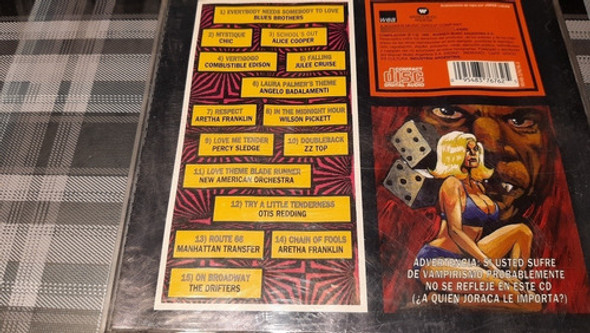 1) EVERYBODY NEEDS SOMEBODY TO LOVE
BLUES BROTHERS
2) MYSTIQUE
CHIC
3) SCHOOL'S OUT
ALICE COOPER
4) VERTIGOGO
COMBUSTIBLE EDISON
5) FALLING
JULEE CRUISE
6) LAURA PALMER'S THEME
ANGELO BADALAMENTI
7) RESPECT
ARETHA FRANKLIN
8) IN THE MIDNIGHT HOUR
WILSON PICKETT
9) LOVE ME TENDER
PERCY SLEDGE
10) DOUBLEBACK
ZZ TOP
11) LOVE THEME BLADE RUNNER
NEW AMERICAN ORCHESTRA
12) TRY A LITTLE TENDERNESS
OTIS REDDING
13) ROUTE 66
MANHATTAN TRANSFER
14) CHAIN OF FOOLS
ARETHA FRANKLIN
15) ON BROADWAY
THE DRIFTERS
wea
COMPACT
disc
DIGITAL AUDIO
ADVERTENCIA: SI USTED SUFRE
DE VAMPIRISMO PROBABLEMENTE
NO SE REFLEJE EN ESTE CD
(¿A QUIEN JORACA LE IMPORTA?)